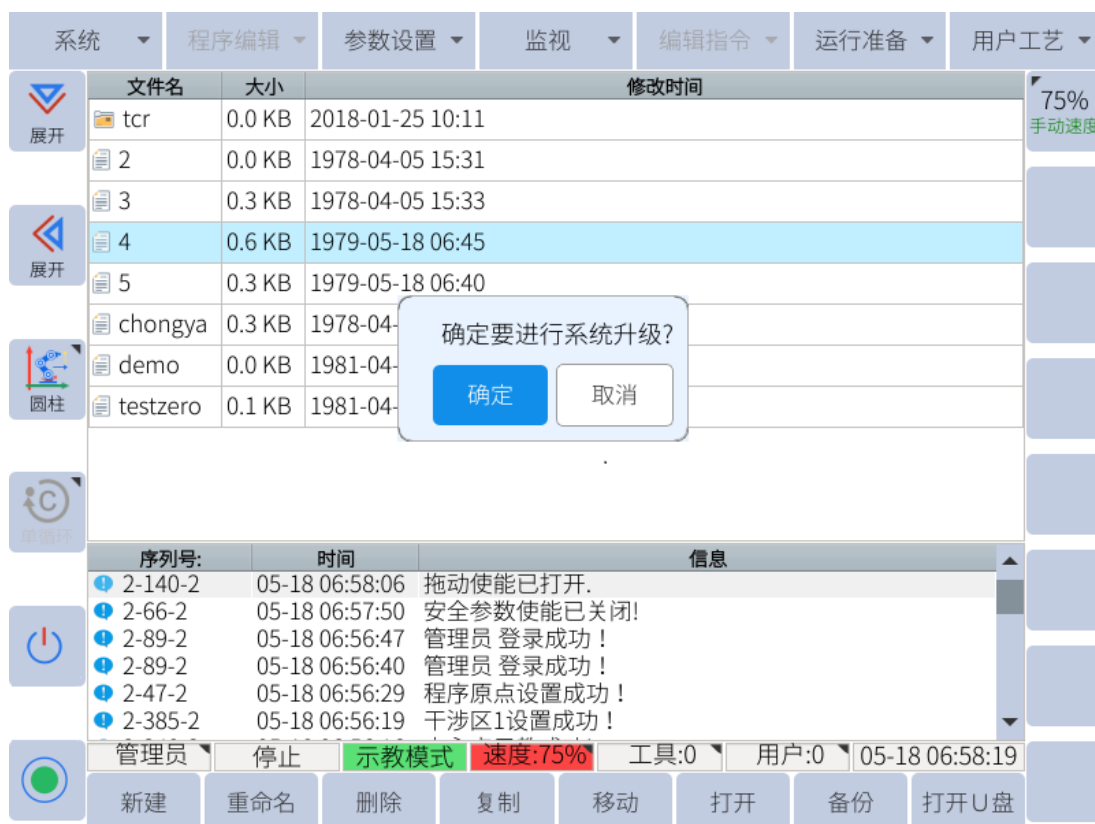 系统 程序编辑 参数设置 监视 编辑指令 运行准备 用户工艺
展开
展开
圆柱
单循环
文件名 大小 修改时间
tcr 0.0 KB 2018-01-25 10:11
2 0.0 KB 1978-04-05 15:31
3 0.3 KB 1978-04-05 15:33
4 0.6 KB 1979-05-18 06:45
5 0.3 KB 1979-05-18 06:40
chongya 0.3 KB 1978-04-
demo 0.0 KB 1981-04-
testzero 0.1 KB 1981-04-
确定要进行系统升级?
确定 取消
75%
手动速度
序列号: 时间 信息
2-140-2 05-18 06:58:06 拖动使能已打开.
2-66-2 05-18 06:57:50 安全参数使能已关闭!
2-89-2 05-18 06:56:47 管理员 登录成功！
2-89-2 05-18 06:56:40 管理员 登录成功！
2-47-2 05-18 06:56:29 程序原点设置成功！
2-385-2 05-18 06:56:19 干涉区1设置成功！
管理员 停止 示教模式 速度:75% 工具:0 用户:0 05-18 06:58:19
新建 重命名 删除 复制 移动 打开 备份 打开U盘